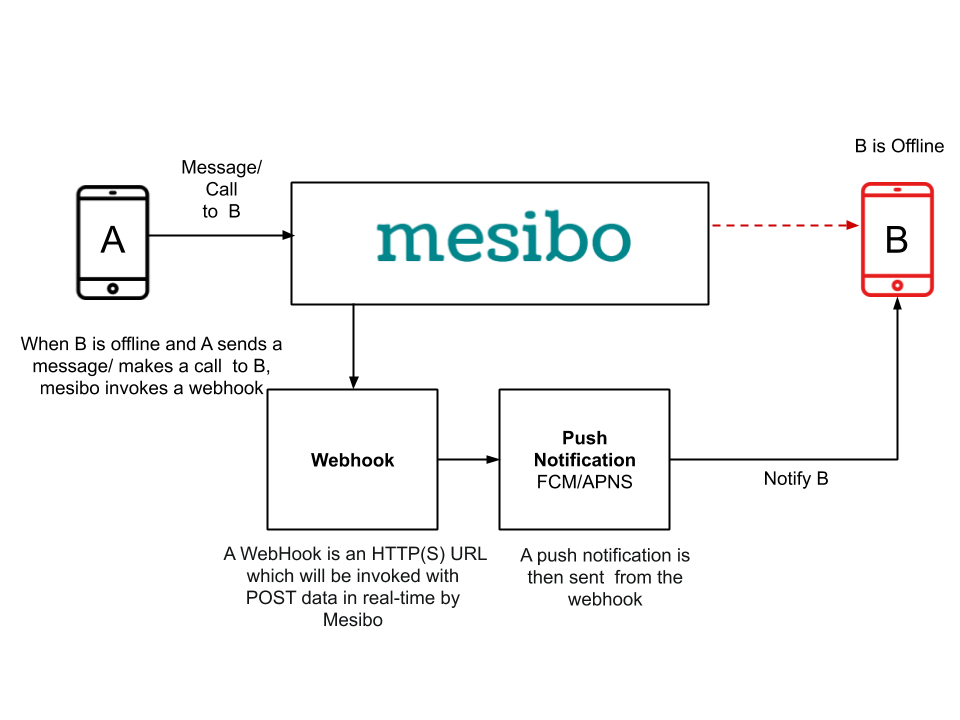 B is Offline
Message/
Call
to B
A
mesibo
B
When B is offline and A sends a
message/ makes a call to B,
mesibo invokes a webhook
Webhook
Push
Notification
FCM/APNS
Notify B
A WebHook is an HTTP(S) URL
which will be invoked with
POST data in real-time by
Mesibo
A push notification is
then sent from the
webhook